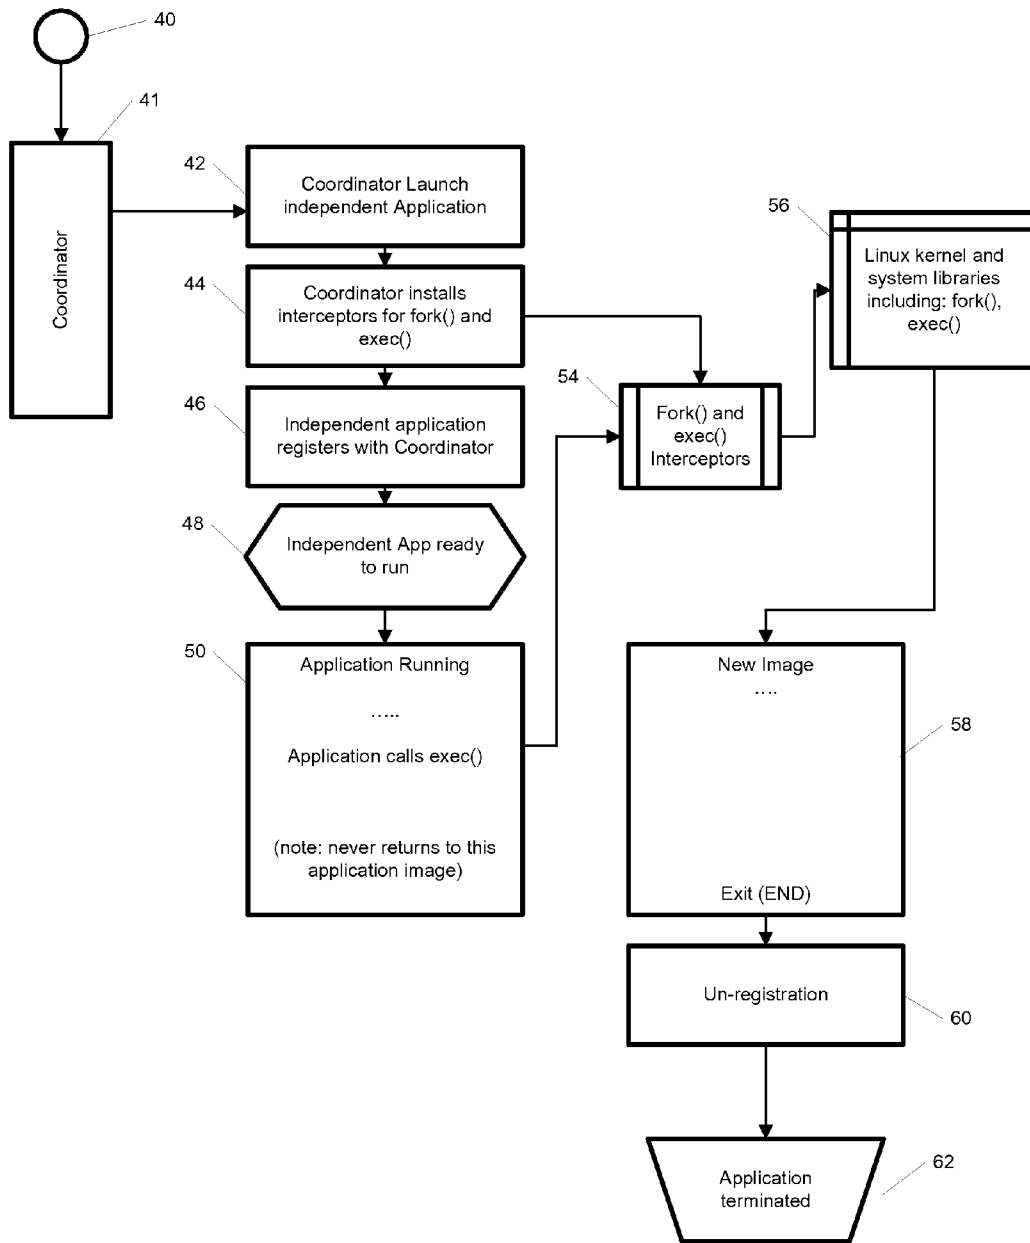 40
41
Coordinator
42
Coordinator Launch
independent Application
44
Coordinator installs
interceptors for fork() and
exec()
46
Independent application
registers with Coordinator
48
Independent App ready
to run
50
Application Running
.....
Application calls exec()
(note: never returns to this
application image)
54
Fork() and
exec()
Interceptors
56
Linux kernel and
system libraries
including: fork(),
exec()
New Image
....
Exit (END)
58
Un-registration
60
Application
terminated
62